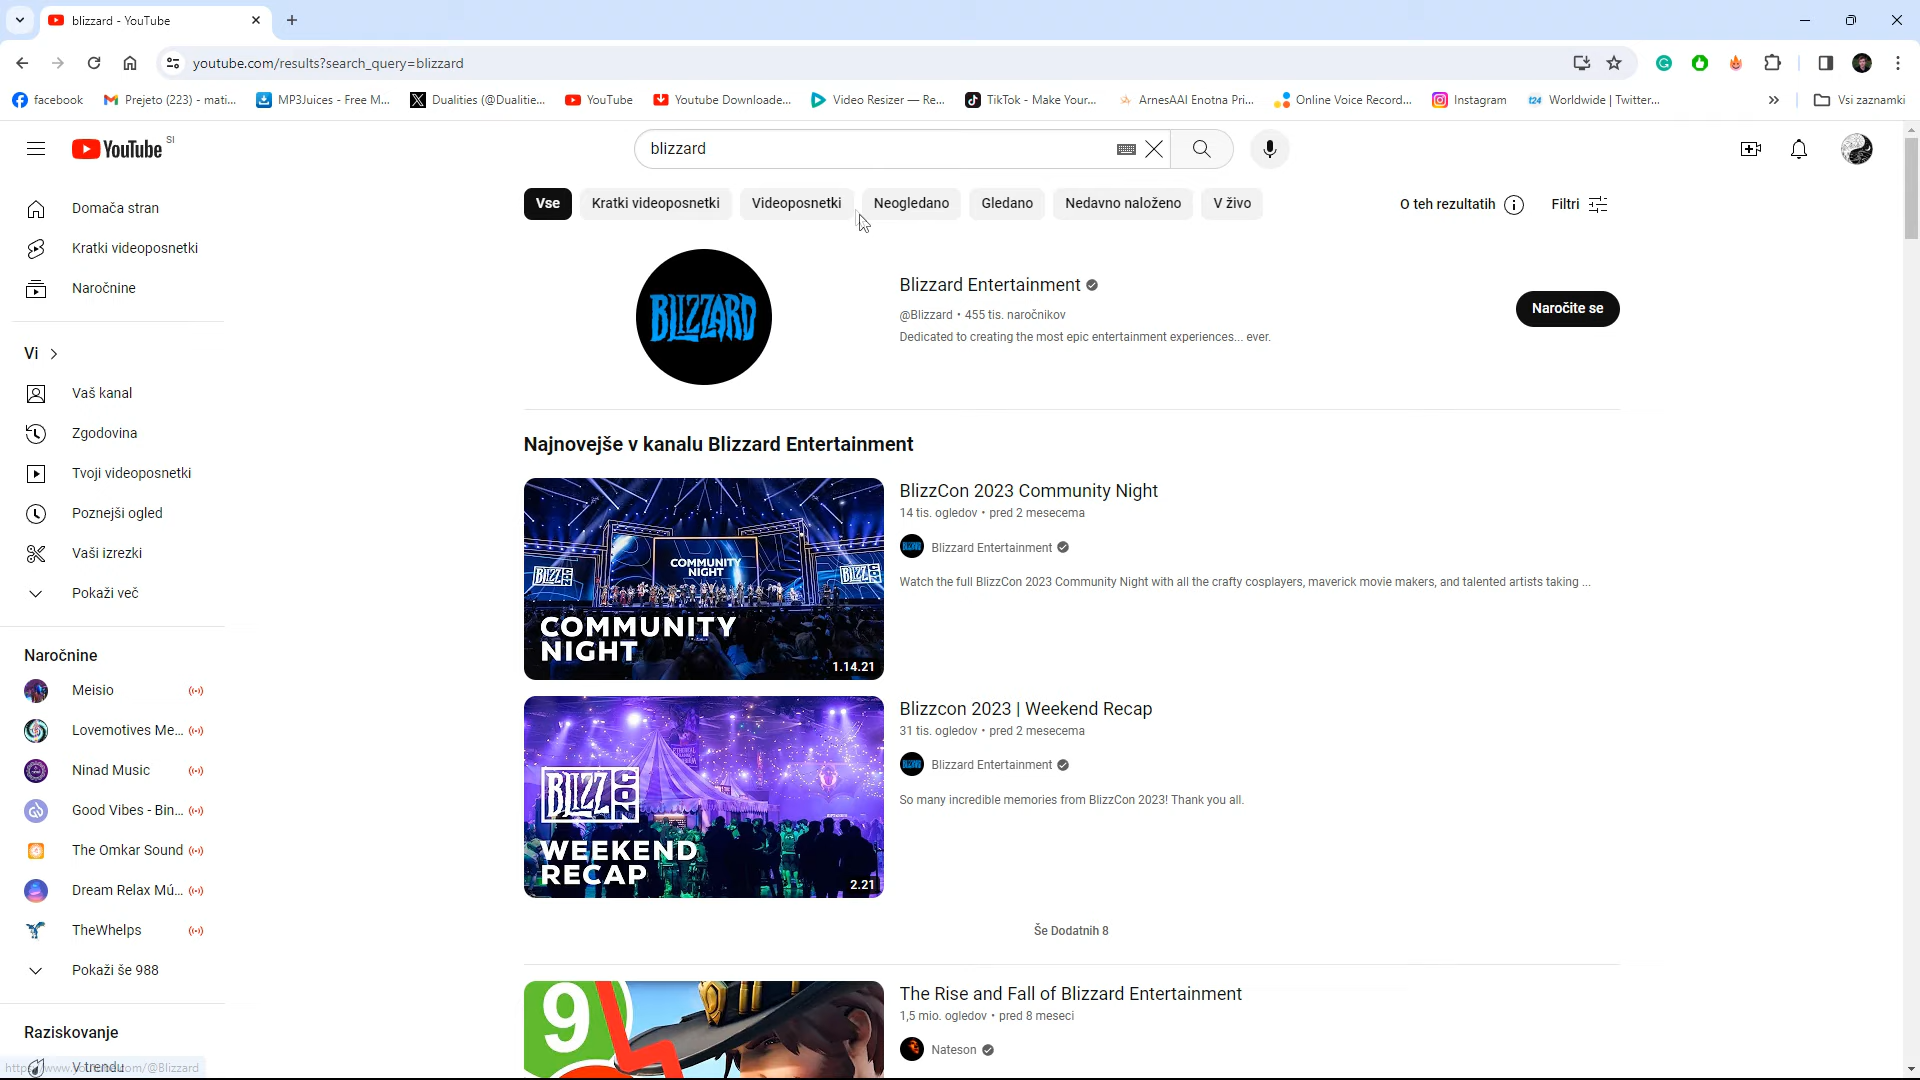 blizzard - YouTube
youtube.com/results?search_query=blizzard
facebook
Prejeto (223) - mati...
MP3Juices - Free M...
Dualities (@Dualitie...
YouTube
Youtube Downloade...
Video Resizer — Re...
TikTok - Make Your...
ArnesAAI Enotna Pri...
Online Voice Record...
Instagram
t24
Worldwide | Twitter...
»
Vsi zaznamki
YouTube SI
blizzard
Vse
Kratki videoposnetki
Videoposnetki
Neogledano
Gledano
Nedavno naloženo
V živo
O teh rezultatih
Filtri
Domača stran
Kratki videoposnetki
Naročnine
Vi
Vaš kanal
Zgodovina
Tvoji videoposnetki
Poznejši ogled
Vaši izrezki
Pokaži več
Naročnine
Meisio
Lovemotives Me...
Ninad Music
Good Vibes - Bin...
The Omkar Sound
Dream Relax Mú...
TheWhelps
Pokaži še 988
Raziskovanje
V trendu
BLIZZARD
Blizzard Entertainment
@Blizzard • 455 tis. naročnikov
Dedicated to creating the most epic entertainment experiences... ever.
Naročite se
Najnovejše v kanalu Blizzard Entertainment
COMMUNITY
NIGHT
BLIZZCON
BLIZZCON
COMMUNITY
NIGHT
1.14.21
BlizzCon 2023 Community Night
14 tis. ogledov • pred 2 mesecema
Blizzard Entertainment
Watch the full BlizzCon 2023 Community Night with all the crafty cosplayers, maverick movie makers, and talented artists taking ...
BLIZZCON
WEEKEND
RECAP
2.21
Blizzcon 2023 | Weekend Recap
31 tis. ogledov • pred 2 mesecema
Blizzard Entertainment
So many incredible memories from BlizzCon 2023! Thank you all.
Še Dodatnih 8
9
The Rise and Fall of Blizzard Entertainment
1,5 mio. ogledov • pred 8 meseci
Nateson